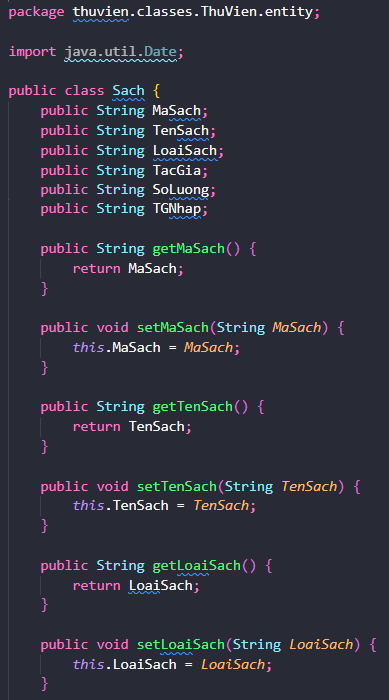 package thuvien.classes.ThuVien.entity;
import java.util.Date;
public class Sach {
public String MaSach;
public String TenSach;
public String LoaiSach;
public String TacGia;
public String SoLuong;
public String TGNhap;
public String getMaSach() {
return MaSach;
}
public void setMaSach(String MaSach) {
this.MaSach = MaSach;
}
public String getTenSach() {
return TenSach;
}
public void setTenSach(String TenSach) {
this.TenSach = TenSach;
}
public String getLoaiSach() {
return LoaiSach;
}
public void setLoaiSach(String LoaiSach) {
this.LoaiSach = LoaiSach;
}